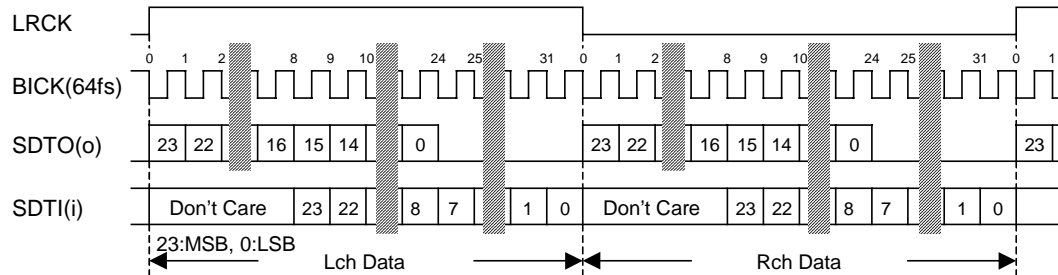 LRCK
0 1 2 8 9 10 24 25 31 0 1 2 8 9 10 24 25 31 0 1
BICK(64fs)
SDTO(o) 23 22 16 15 14 0 23 22 16 15 14 0 23
SDTI(i) Don't Care 23 22 8 7 1 0 Don't Care 23 22 8 7 1 0
23:MSB, 0:LSB
Lch Data Rch Data